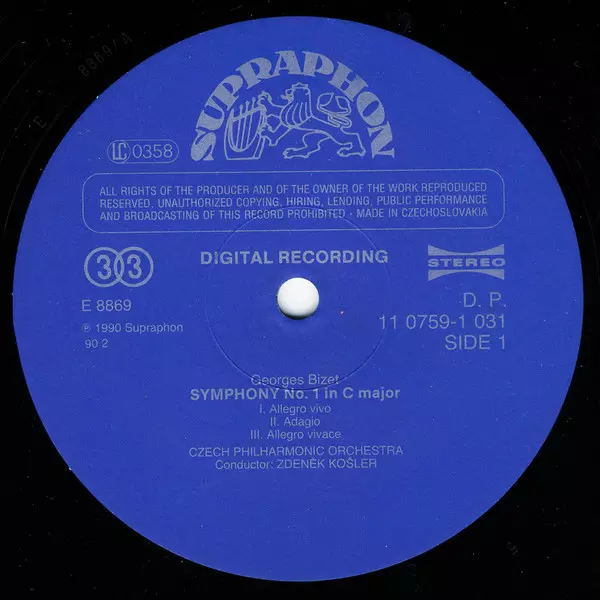 8869/A
SUPRAPHON
LC 0358
ALL RIGHTS OF THE PRODUCER AND OF THE OWNER OF THE WORK REPRODUCED
RESERVED. UNAUTHORIZED COPYING, HIRING, LENDING, PUBLIC PERFORMANCE
AND BROADCASTING OF THIS RECORD PROHIBITED - MADE IN CZECHOSLOVAKIA
33
DIGITAL RECORDING
STEREO
E 8869
D. P.
℗ 1990 Supraphon
11 0759-1 031
90 2
SIDE 1
Georges Bizet
SYMPHONY No. 1 in C major
I. Allegro vivo
II. Adagio
III. Allegro vivace
CZECH PHILHARMONIC ORCHESTRA
Conductor: ZDENĚK KOŠLER